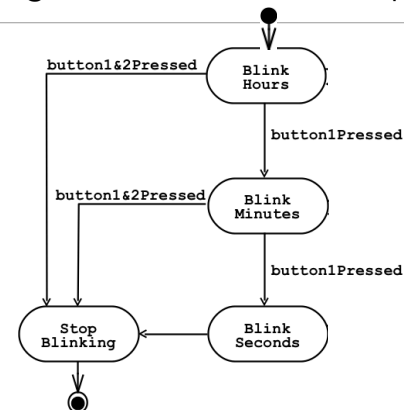 button1&2Pressed
Blink
Hours
button1Pressed
button1&2Pressed
Blink
Minutes
button1Pressed
Stop
Blinking
Blink
Seconds